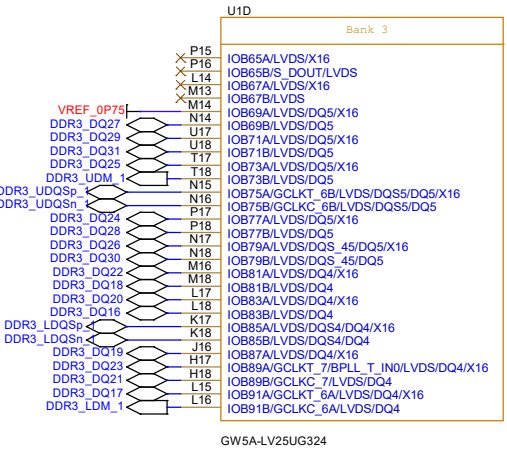 U1D
Bank 3
P15 IOB65A/LVDS/X16
P16 IOB65B/S_DOUT/LVDS
L14 IOB67A/LVDS/X16
M13 IOB67B/LVDS
VREF_0P75 M14 IOB69A/LVDS/DQ5/X16
DDR3_DQ27 N14 IOB69B/LVDS/DQ5
DDR3_DQ29 U17 IOB71A/LVDS/DQ5/X16
DDR3_DQ31 U18 IOB71B/LVDS/DQ5
DDR3_DQ25 T17 IOB73A/LVDS/DQ5/X16
DDR3_UDM_1 T18 IOB73B/LVDS/DQ5
DDR3_UDQSp_1 N15 IOB75A/GCLKT_6B/LVDS/DQS5/DQ5/X16
DDR3_UDQSn_1 N16 IOB75B/GCLKC_6B/LVDS/DQS5/DQ5
DDR3_DQ24 P17 IOB77A/LVDS/DQ5/X16
DDR3_DQ28 P18 IOB77B/LVDS/DQ5
DDR3_DQ26 N17 IOB79A/LVDS/DQS_45/DQ5/X16
DDR3_DQ30 N18 IOB79B/LVDS/DQS_45/DQ5
DDR3_DQ22 M16 IOB81A/LVDS/DQ4/X16
DDR3_DQ18 M18 IOB81B/LVDS/DQ4
DDR3_DQ20 L17 IOB83A/LVDS/DQ4/X16
DDR3_DQ16 L18 IOB83B/LVDS/DQ4
DDR3_LDQSp_1 K17 IOB85A/LVDS/DQS4/DQ4/X16
DDR3_LDQSn_1 K18 IOB85B/LVDS/DQS4/DQ4
DDR3_DQ19 J16 IOB87A/LVDS/DQ4/X16
DDR3_DQ23 H17 IOB89A/GCLKT_7/BPLL_T_IN0/LVDS/DQ4/X16
DDR3_DQ21 H18 IOB89B/GCLKC_7/LVDS/DQ4
DDR3_DQ17 L15 IOB91A/GCLKT_6A/LVDS/DQ4/X16
DDR3_LDM_1 L16 IOB91B/GCLKC_6A/LVDS/DQ4
GW5A-LV25UG324